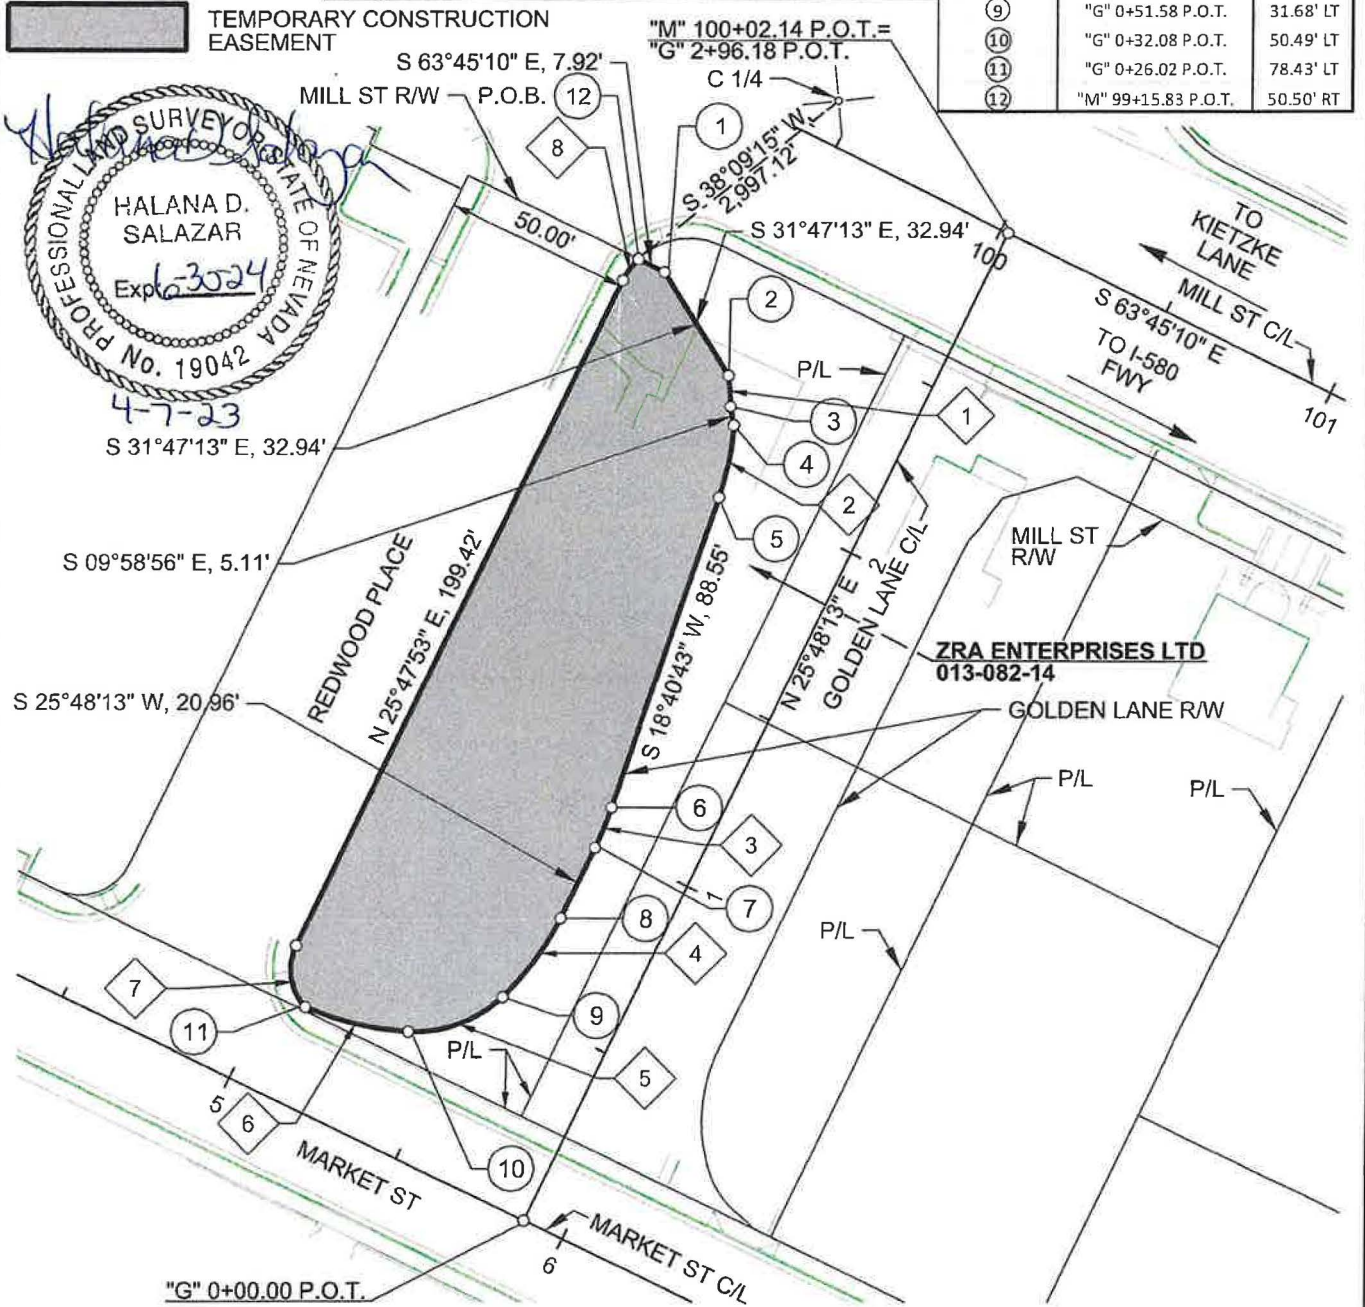 TEMPORARY CONSTRUCTION
EASEMENT
9 "G" 0+51.58 P.O.T. 31.68' LT
10 "G" 0+32.08 P.O.T. 50.49' LT
11 "G" 0+26.02 P.O.T. 78.43' LT
12 "M" 99+15.83 P.O.T. 50.50' RT
"M" 100+02.14 P.O.T.=
"G" 2+96.18 P.O.T.
C 1/4
S 63°45'10" E, 7.92'
MILL ST R/W
P.O.B.
12
1
8
S 38°09'15" W,
2,997.12'
PROFESSIONAL LAND SURVEYOR STATE OF NEVADA
HALANA D.
SALAZAR
Exp 6-30-24
No. 19042
4-7-23
50.00'
S 31°47'13" E, 32.94'
100
TO
KIETZKE
LANE
MILL ST C/L
S 63°45'10" E
TO I-580
FWY
101
2
P/L
1
3
4
2
5
S 31°47'13" E, 32.94'
S 09°58'56" E, 5.11'
REDWOOD PLACE
N 25°47'53" E, 199.42'
S 18°40'43" W, 88.55'
MILL ST
R/W
2
N 25°48'13" E
GOLDEN LANE C/L
ZRA ENTERPRISES LTD
013-082-14
S 25°48'13" W, 20.96'
GOLDEN LANE R/W
P/L
P/L
6
3
1
7
8
4
P/L
7
11
9
P/L
5
5
6
10
MARKET ST
MARKET ST C/L
6
"G" 0+00.00 P.O.T.